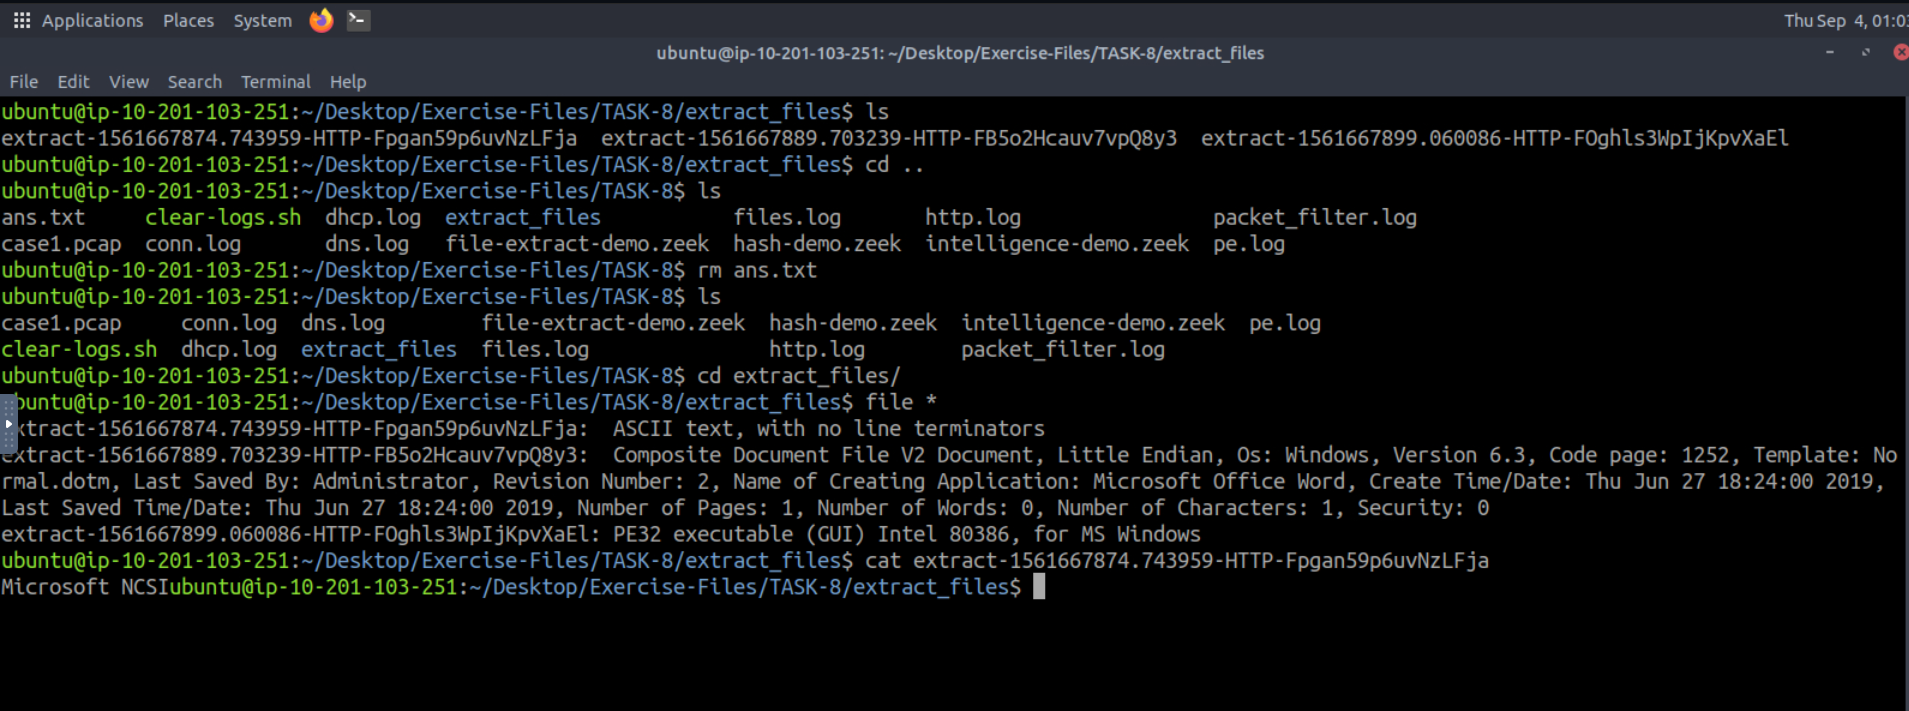 Applications Places System Thu Sep 4, 01:03
ubuntu@ip-10-201-103-251: ~/Desktop/Exercise-Files/TASK-8/extract_files
File Edit View Search Terminal Help
ubuntu@ip-10-201-103-251:~/Desktop/Exercise-Files/TASK-8/extract_files$ ls
extract-1561667874.743959-HTTP-Fpgan59p6uvNzLFja  extract-1561667889.703239-HTTP-FB5o2Hcauv7vpQ8y3  extract-1561667899.060086-HTTP-FOghls3WpIjKpvXaEl
ubuntu@ip-10-201-103-251:~/Desktop/Exercise-Files/TASK-8/extract_files$ cd ..
ubuntu@ip-10-201-103-251:~/Desktop/Exercise-Files/TASK-8$ ls
ans.txt     clear-logs.sh  dhcp.log  extract_files           files.log       http.log                packet_filter.log
case1.pcap  conn.log       dns.log   file-extract-demo.zeek  hash-demo.zeek  intelligence-demo.zeek  pe.log
ubuntu@ip-10-201-103-251:~/Desktop/Exercise-Files/TASK-8$ rm ans.txt
ubuntu@ip-10-201-103-251:~/Desktop/Exercise-Files/TASK-8$ ls
case1.pcap     conn.log  dns.log        file-extract-demo.zeek  hash-demo.zeek  intelligence-demo.zeek  pe.log
clear-logs.sh  dhcp.log  extract_files  files.log               http.log        packet_filter.log
ubuntu@ip-10-201-103-251:~/Desktop/Exercise-Files/TASK-8$ cd extract_files/
ubuntu@ip-10-201-103-251:~/Desktop/Exercise-Files/TASK-8/extract_files$ file *
extract-1561667874.743959-HTTP-Fpgan59p6uvNzLFja:  ASCII text, with no line terminators
extract-1561667889.703239-HTTP-FB5o2Hcauv7vpQ8y3:  Composite Document File V2 Document, Little Endian, Os: Windows, Version 6.3, Code page: 1252, Template: No
rmal.dotm, Last Saved By: Administrator, Revision Number: 2, Name of Creating Application: Microsoft Office Word, Create Time/Date: Thu Jun 27 18:24:00 2019,
Last Saved Time/Date: Thu Jun 27 18:24:00 2019, Number of Pages: 1, Number of Words: 0, Number of Characters: 1, Security: 0
extract-1561667899.060086-HTTP-FOghls3WpIjKpvXaEl: PE32 executable (GUI) Intel 80386, for MS Windows
ubuntu@ip-10-201-103-251:~/Desktop/Exercise-Files/TASK-8/extract_files$ cat extract-1561667874.743959-HTTP-Fpgan59p6uvNzLFja
Microsoft NCSIubuntu@ip-10-201-103-251:~/Desktop/Exercise-Files/TASK-8/extract_files$